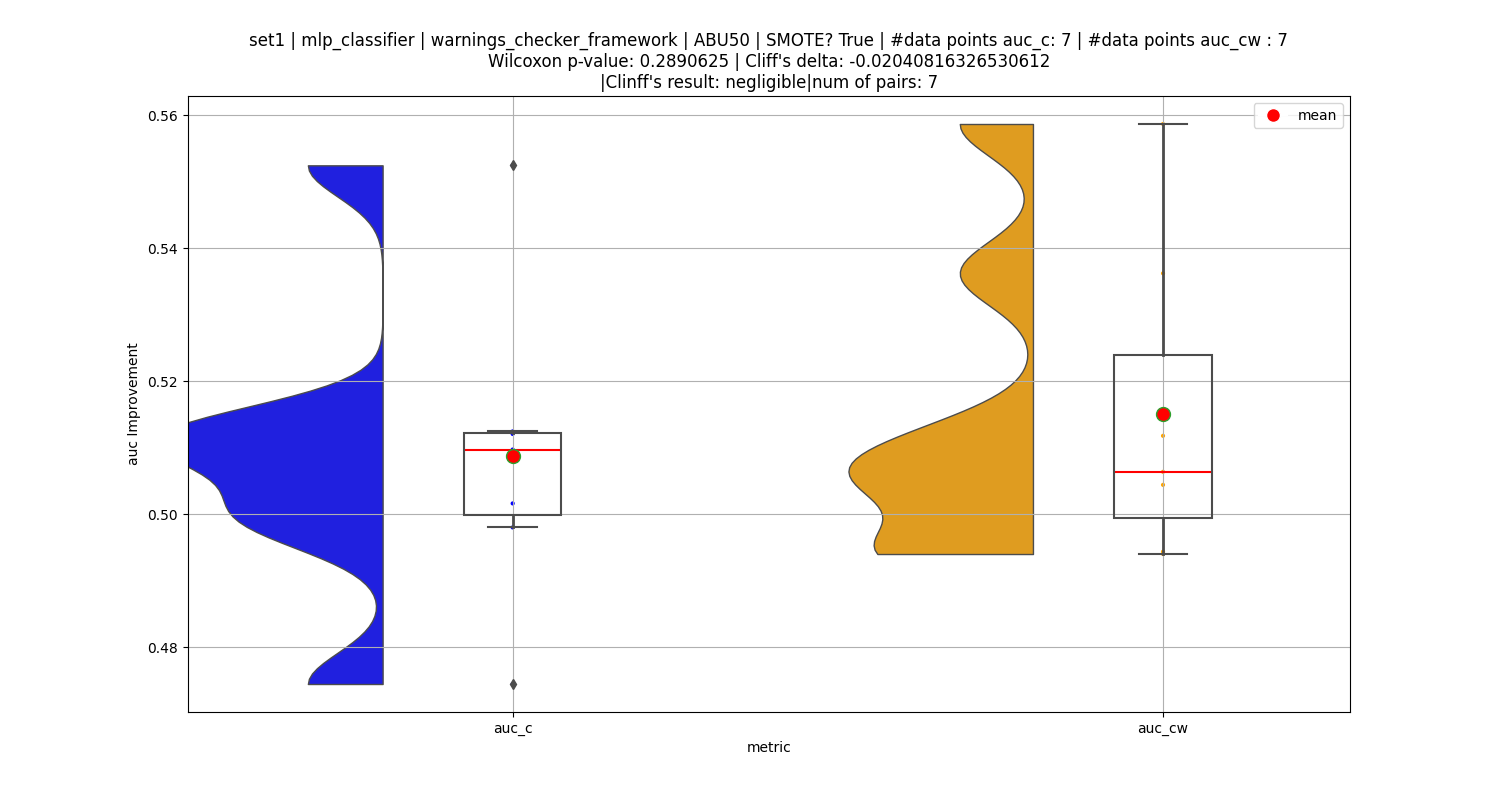 set1 | mlp_classifier | warnings_checker_framework | ABU50 | SMOTE? True | #data points auc_c: 7 | #data points auc_cw : 7
Wilcoxon p-value: 0.2890625 | Cliff's delta: -0.02040816326530612
|Clinff's result: negligible|num of pairs: 7
mean
0.56
0.54
0.52
0.50
0.48
auc Improvement
auc_c
auc_cw
metric